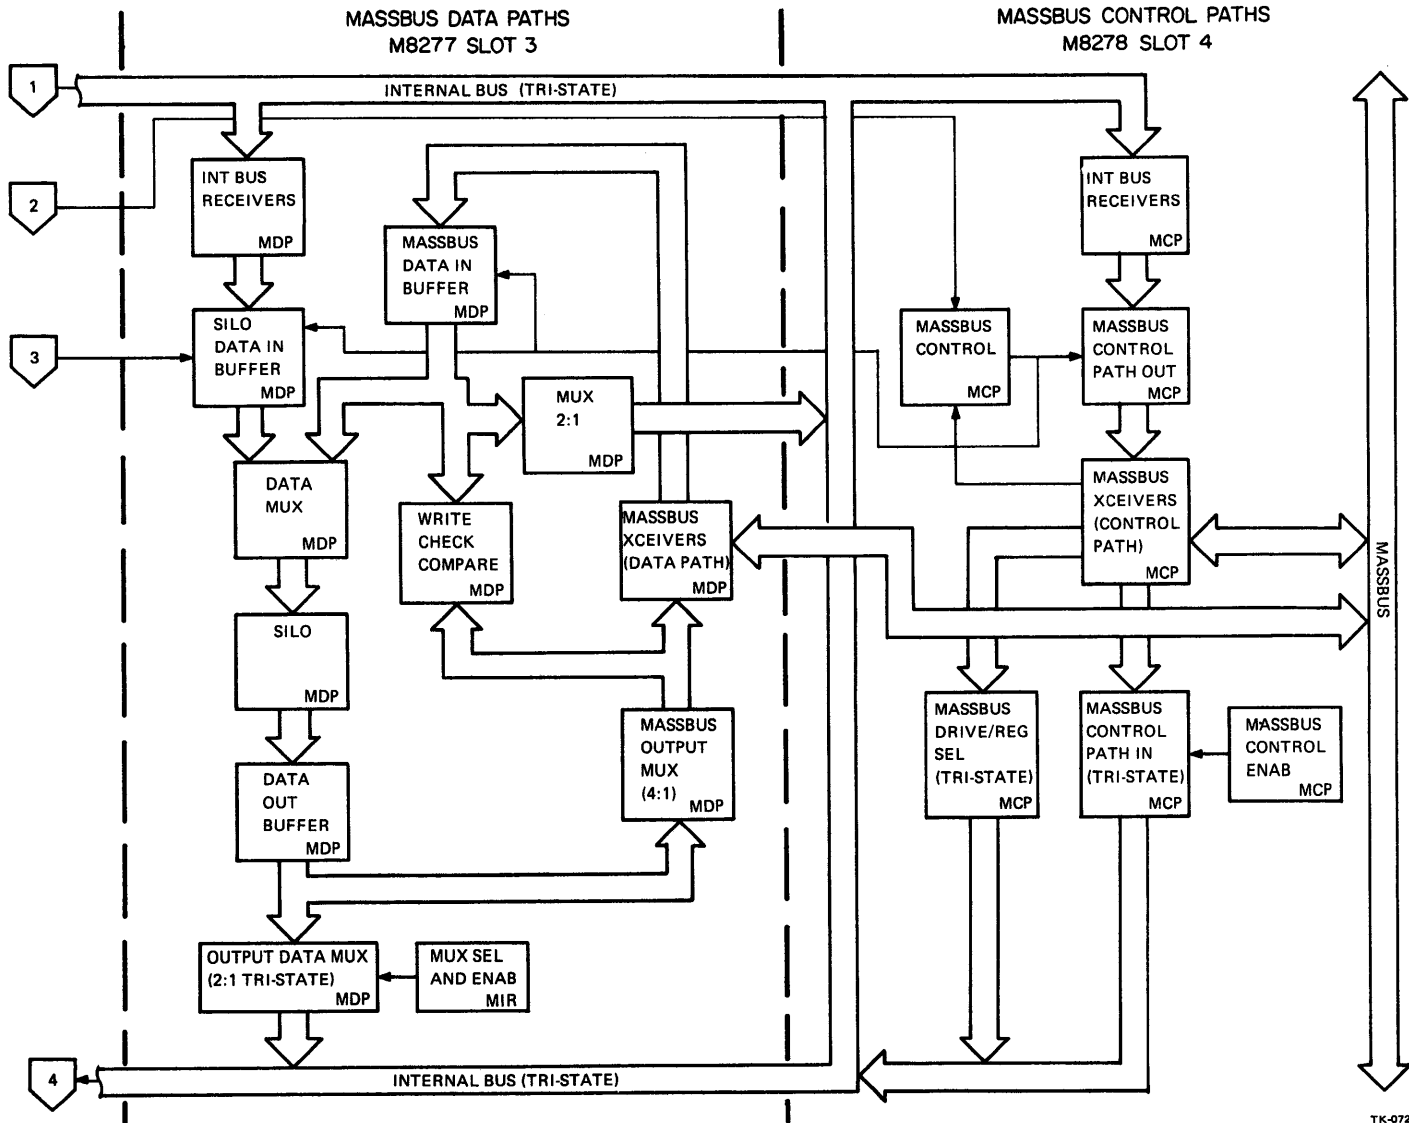 MASSBUS DATA PATHS
M8277 SLOT 3
MASSBUS CONTROL PATHS
M8278 SLOT 4
1
INTERNAL BUS (TRI-STATE)
2
INT BUS
RECEIVERS
MDP
MASSBUS
DATA IN
BUFFER
MDP
INT BUS
RECEIVERS
MCP
3
SILO
DATA IN
BUFFER
MDP
MUX
2:1
MDP
MASSBUS
CONTROL
MCP
MASSBUS
CONTROL
PATH OUT
MCP
DATA
MUX
MDP
WRITE
CHECK
COMPARE
MDP
MASSBUS
XCEIVERS
(DATA PATH)
MDP
MASSBUS
XCEIVERS
(CONTROL
PATH)
MCP
MASSBUS
SILO
MDP
MASSBUS
OUTPUT
MUX
(4:1)
MDP
MASSBUS
DRIVE/REG
SEL
(TRI-STATE)
MCP
MASSBUS
CONTROL
PATH IN
(TRI-STATE)
MCP
MASSBUS
CONTROL
ENAB
MCP
DATA
OUT
BUFFER
MDP
OUTPUT DATA MUX
(2:1 TRI-STATE)
MDP
MUX SEL
AND ENAB
MIR
4
INTERNAL BUS (TRI-STATE)
TK-072